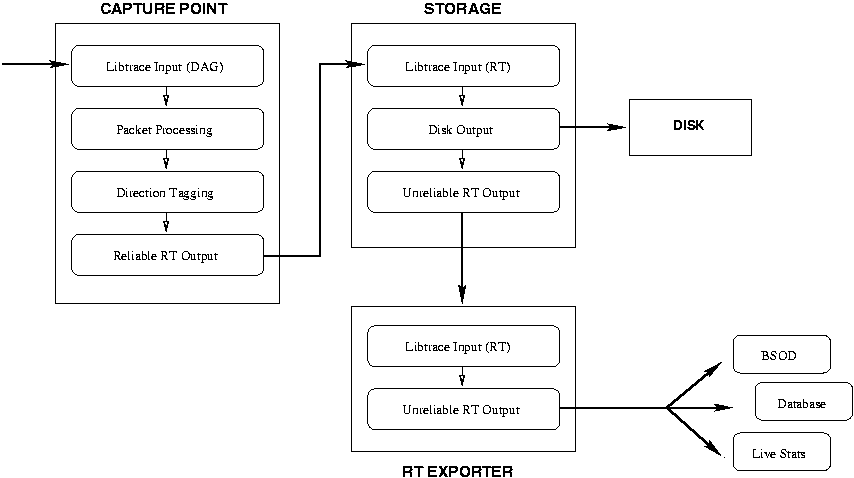 CAPTURE POINT
Libtrace Input (DAG)
Packet Processing
Direction Tagging
Reliable RT Output
STORAGE
Libtrace Input (RT)
Disk Output
Unreliable RT Output
DISK
Libtrace Input (RT)
Unreliable RT Output
RT EXPORTER
BSOD
Database
Live Stats